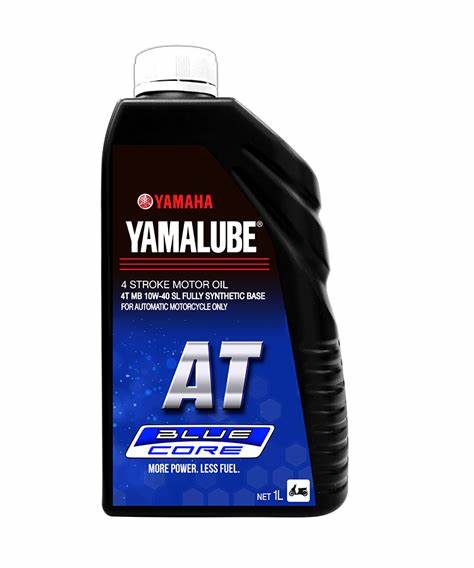 YAMAHA
YAMALUBE®
4 STROKE MOTOR OIL
4T MB 10W-40 SL FULLY SYNTHETIC BASE
FOR AUTOMATIC MOTORCYCLE ONLY
AT
BLUE
CORE
MORE POWER. LESS FUEL.
NET 1L